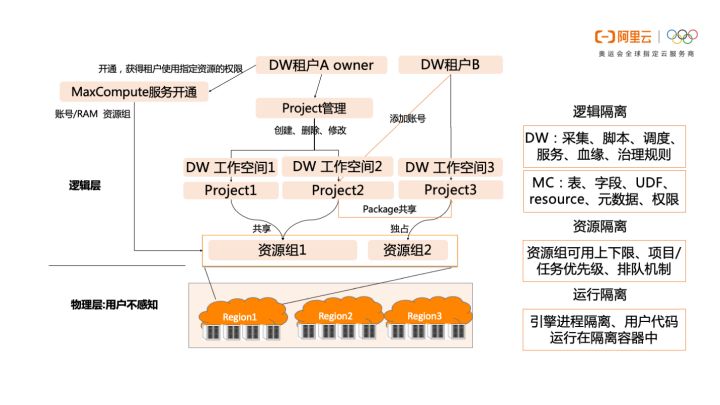 阿里云
奥运会全球指定云服务商
开通，获得租户使用指定资源的权限
DW租户A owner
DW租户B
MaxCompute服务开通
账号/RAM 资源组
Project管理
添加账号
创建、删除、修改
DW 工作空间1
DW 工作空间2
DW 工作空间3
逻辑层
Project1
Project2
Project3
Package共享
共享
独占
资源组1
资源组2
物理层:用户不感知
Region1
Region2
Region3
逻辑隔离
DW：采集、脚本、调度、
服务、血缘、治理规则
MC：表、字段、UDF、
resource、元数据、权限
资源隔离
资源组可用上下限、项目/
任务优先级、排队机制
运行隔离
引擎进程隔离、用户代码
运行在隔离容器中